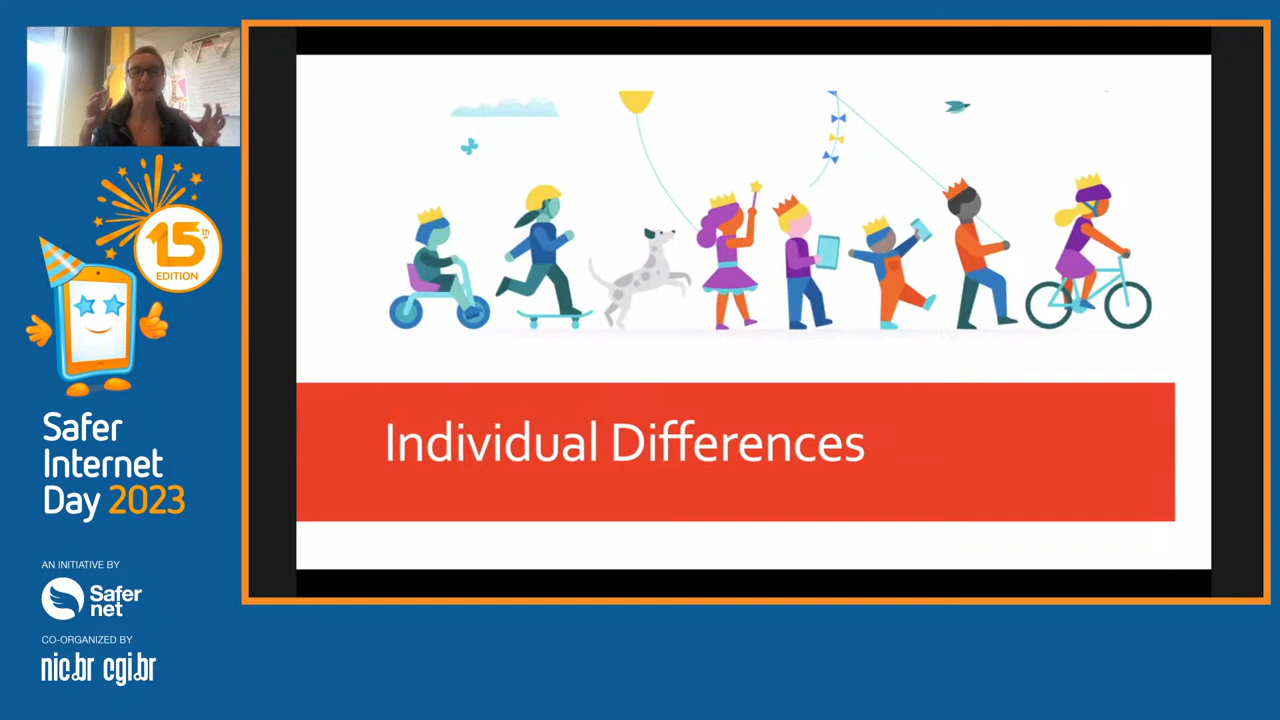 15th
EDITION
Safer
Internet
Day 2023
AN INITIATIVE BY
Safer
net
CO-ORGANIZED BY
nic.br cgi.br
Individual Differences